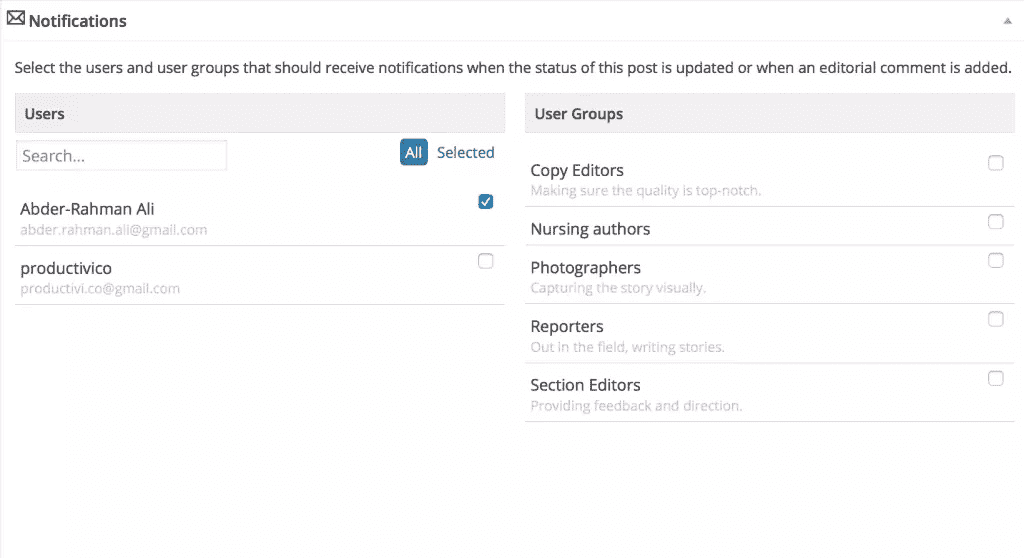 Notifications
Select the users and user groups that should receive notifications when the status of this post is updated or when an editorial comment is added.
Users
Search...
All Selected
Abder-Rahman Ali
abder.rahman.ali@gmail.com
productivico
productivi.co@gmail.com
User Groups
Copy Editors
Making sure the quality is top-notch.
Nursing authors
Photographers
Capturing the story visually.
Reporters
Out in the field, writing stories.
Section Editors
Providing feedback and direction.